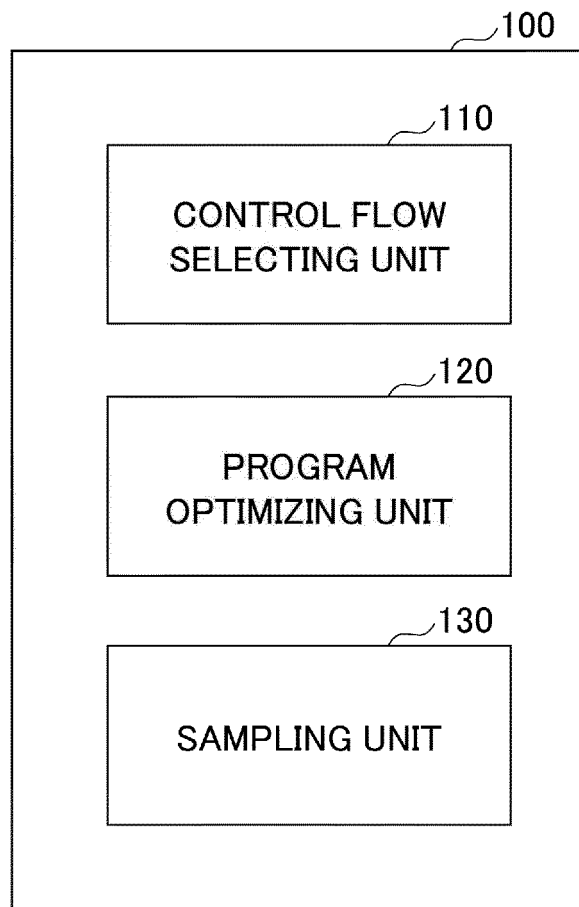 100
110
CONTROL FLOW
SELECTING UNIT
120
PROGRAM
OPTIMIZING UNIT
130
SAMPLING UNIT